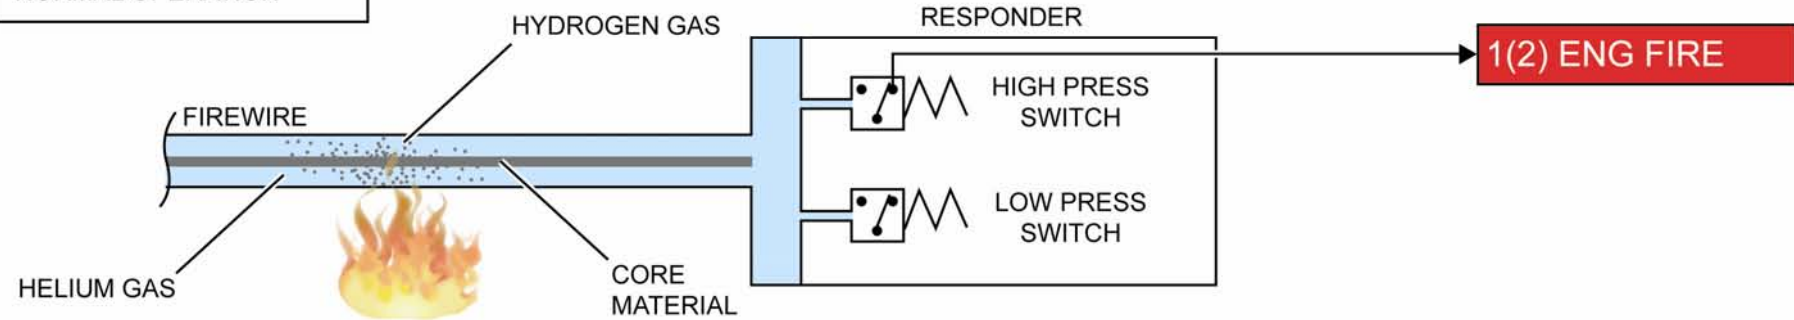 RESPONDER
HYDROGEN GAS
1(2) ENG FIRE
HIGH PRESS
SWITCH
FIREWIRE
LOW PRESS
SWITCH
HELIUM GAS
CORE
MATERIAL